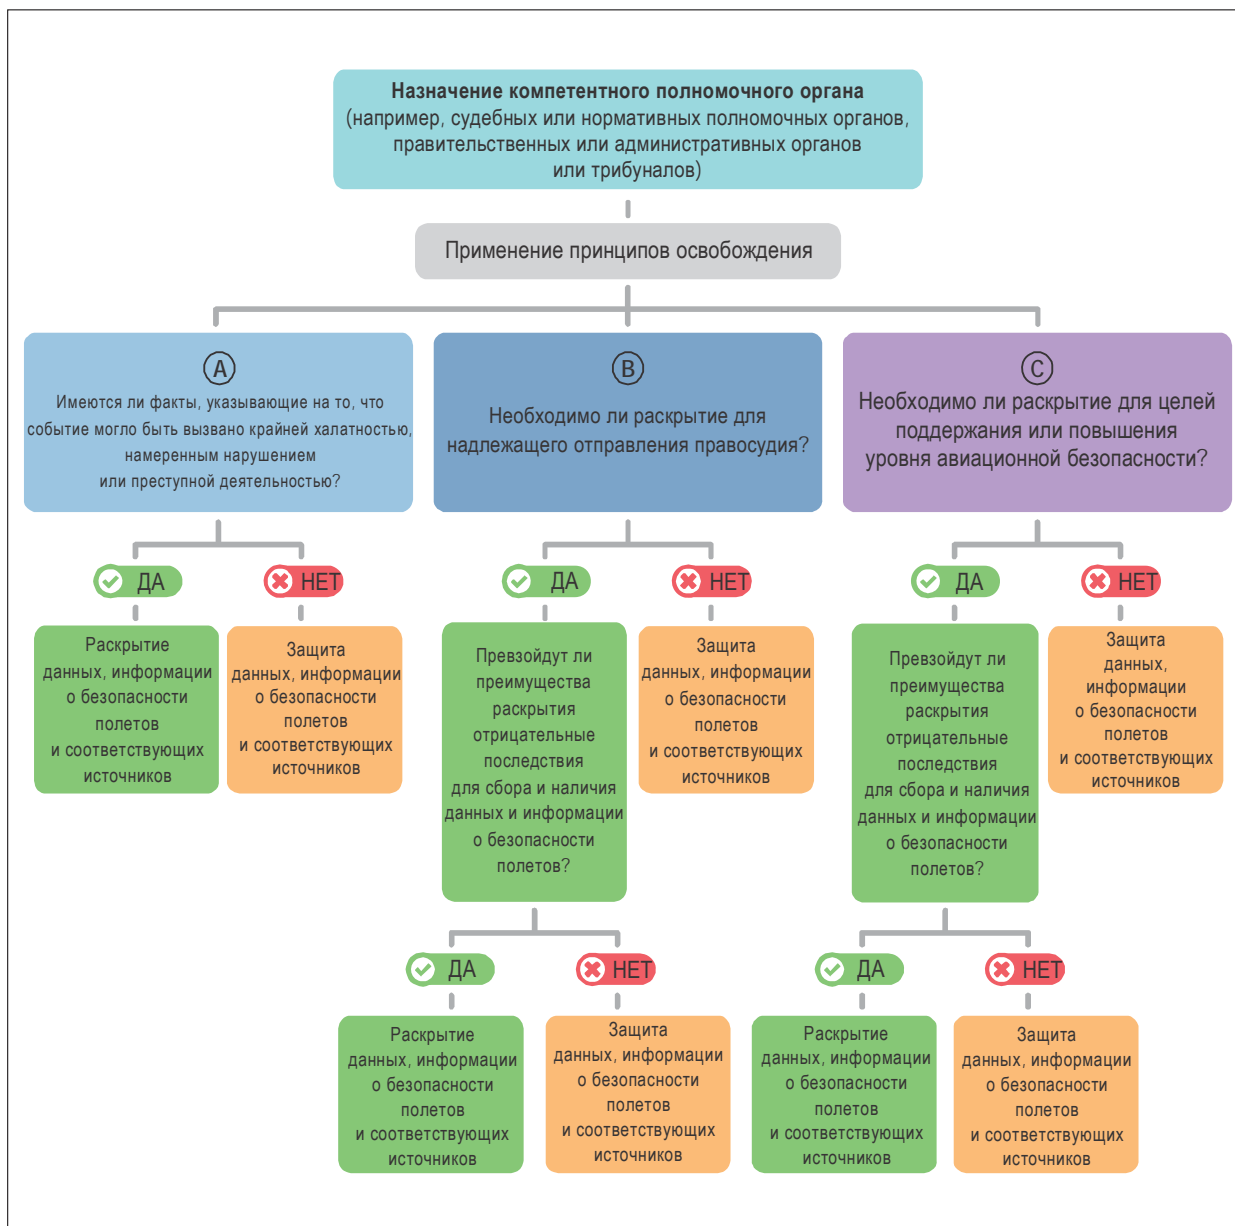 Назначение компетентного полномочного органа
(например, судебных или нормативных полномочных органов,
правительственных или административных органов
или трибуналов)
Применение принципов освобождения
A
Имеются ли факты, указывающие на то, что
событие могло быть вызвано крайней халатностью,
намеренным нарушением
или преступной деятельностью?
B
Необходимо ли раскрытие для
надлежащего отправления правосудия?
C
Необходимо ли раскрытие для целей
поддержания или повышения
уровня авиационной безопасности?
ДА
НЕТ
ДА
НЕТ
ДА
НЕТ
Раскрытие
данных, информации
о безопасности
полетов
и соответствующих
источников
Защита
данных, информации
о безопасности
полетов
и соответствующих
источников
Превзойдут ли
преимущества
раскрытия
отрицательные
последствия
для сбора и наличия
данных и информации
о безопасности
полетов?
Защита
данных, информации
о безопасности
полетов
и соответствующих
источников
Превзойдут ли
преимущества
раскрытия
отрицательные
последствия
для сбора и наличия
данных и информации
о безопасности
полетов?
Защита
данных,
информации
о безопасности
полетов
и соответствующих
источников
ДА
НЕТ
ДА
НЕТ
Раскрытие
данных, информации
о безопасности
полетов
и соответствующих
источников
Защита
данных, информации
о безопасности
полетов
и соответствующих
источников
Раскрытие
данных, информации
о безопасности
полетов
и соответствующих
источников
Защита
данных, информации
о безопасности
полетов
и соответствующих
источников